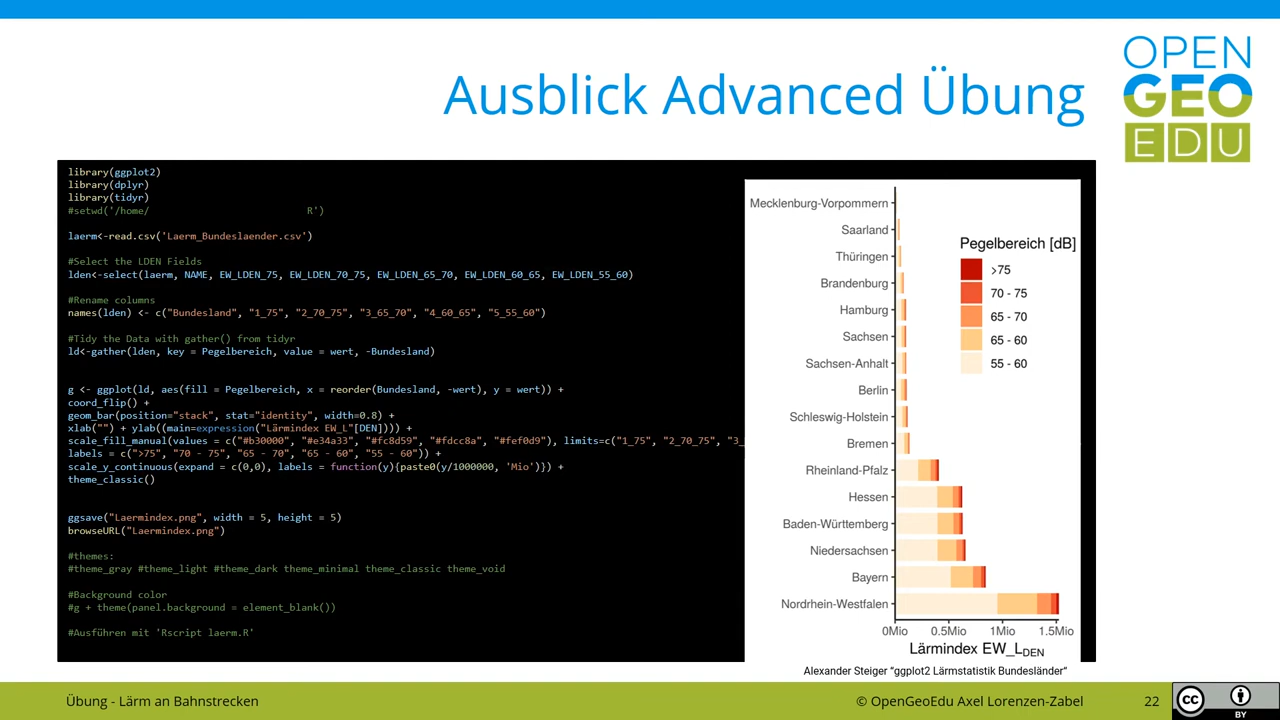 Ausblick Advanced Übung
OPEN
GEO
EDU
library(ggplot2)
library(dplyr)
library(tidyr)
#setwd('/home/ R')
laerm<-read.csv('Laerm_Bundeslaender.csv')
#Select the LDEN Fields
lden<-select(laerm, NAME, EW_LDEN_75, EW_LDEN_70_75, EW_LDEN_65_70, EW_LDEN_60_65, EW_LDEN_55_60)
#Rename columns
names(lden) <- c("Bundesland", "1_75", "2_70_75", "3_65_70", "4_60_65", "5_55_60")
#Tidy the Data with gather() from tidyr
ld<-gather(lden, key = Pegelbereich, value = wert, -Bundesland)
g <- ggplot(ld, aes(fill = Pegelbereich, x = reorder(Bundesland, -wert), y = wert)) +
coord_flip() +
geom_bar(position="stack", stat="identity", width=0.8) +
xlab("") + ylab((main=expression("Lärmindex EW_L"[DEN]))) +
scale_fill_manual(values = c("#b30000", "#e34a33", "#fc8d59", "#fdcc8a", "#fef0d9"), limits=c("1_75", "2_70_75", "3_
labels = c(">75", "70 - 75", "65 - 70", "65 - 60", "55 - 60")) +
scale_y_continuous(expand = c(0,0), labels = function(y){paste0(y/1000000, 'Mio')}) +
theme_classic()
ggsave("Laermindex.png", width = 5, height = 5)
browseURL("Laermindex.png")
#themes:
#theme_gray #theme_light #theme_dark theme_minimal theme_classic theme_void
#Background color
#g + theme(panel.background = element_blank())
#Ausführen mit 'Rscript laerm.R'
Mecklenburg-Vorpommern
Saarland
Thüringen
Brandenburg
Hamburg
Sachsen
Sachsen-Anhalt
Berlin
Schleswig-Holstein
Bremen
Rheinland-Pfalz
Hessen
Baden-Württemberg
Niedersachsen
Bayern
Nordrhein-Westfalen
Pegelbereich [dB]
>75
70 - 75
65 - 70
65 - 60
55 - 60
0Mio 0.5Mio 1Mio 1.5Mio
Lärmindex EW_LDEN
Alexander Steiger "ggplot2 Lärmstatistik Bundesländer"
Übung - Lärm an Bahnstrecken © OpenGeoEdu Axel Lorenzen-Zabel 22
cc
BY